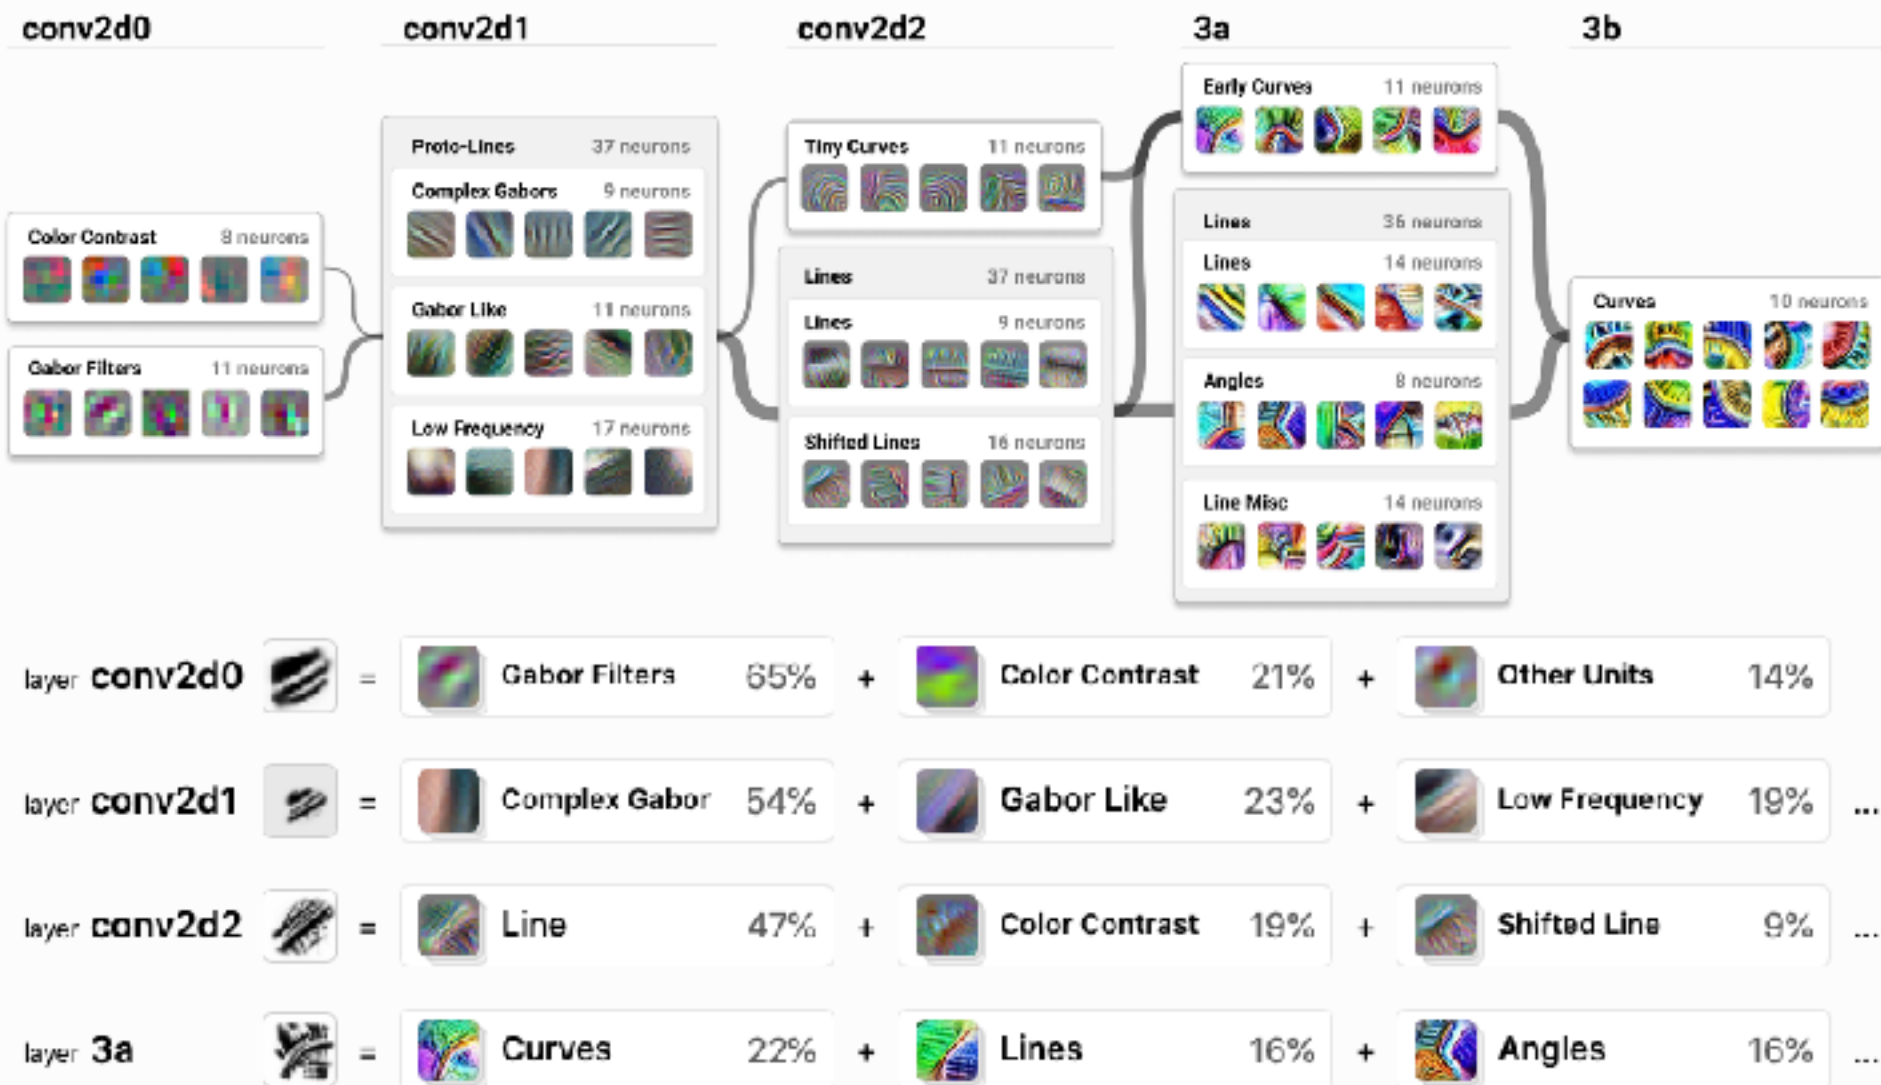 conv2d0
conv2d1
conv2d2
3a
3b
Color Contrast 8 neurons
Gabor Filters 11 neurons
Proto-Lines 37 neurons
Complex Gabors 9 neurons
Gabor Like 11 neurons
Low Frequency 17 neurons
Tiny Curves 11 neurons
Lines 37 neurons
Lines 9 neurons
Shifted Lines 16 neurons
Early Curves 11 neurons
Lines 36 neurons
Lines 14 neurons
Angles 8 neurons
Line Misc 14 neurons
Curves 10 neurons
layer conv2d0 = Gabor Filters 65% + Color Contrast 21% + Other Units 14%
layer conv2d1 = Complex Gabor 54% + Gabor Like 23% + Low Frequency 19% ...
layer conv2d2 = Line 47% + Color Contrast 19% + Shifted Line 9% ...
layer 3a = Curves 22% + Lines 16% + Angles 16% ...